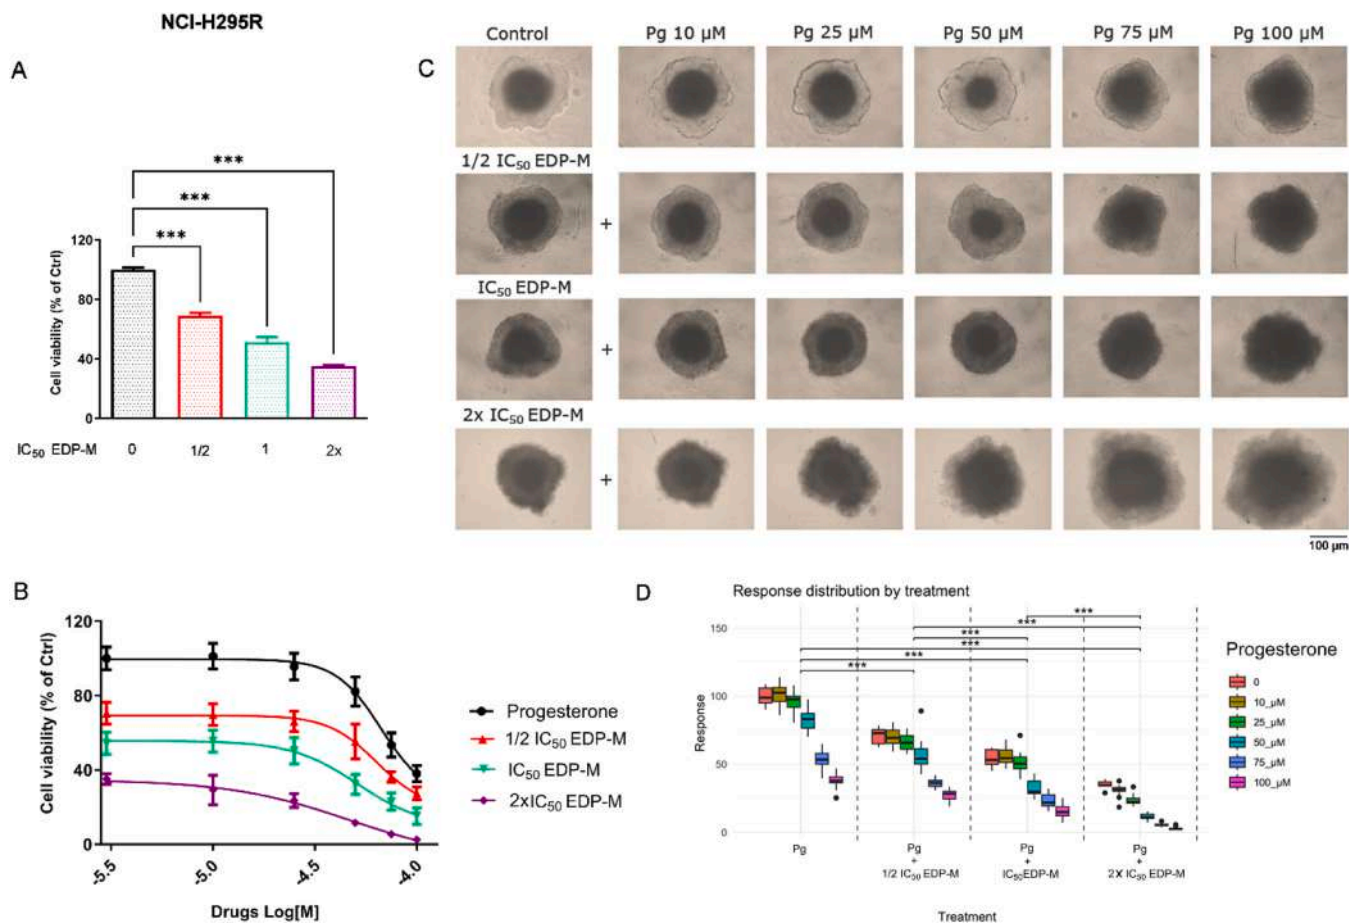 NCI-H295R
A
***
***
***
Cell viability (% of Ctrl)
120
80
40
0
IC50 EDP-M 0 1/2 1 2x
C
Control Pg 10 µM Pg 25 µM Pg 50 µM Pg 75 µM Pg 100 µM
1/2 IC50 EDP-M
+
IC50 EDP-M
+
2x IC50 EDP-M
+
100 µm
B
Cell viability (% of Ctrl)
120
80
40
0
-5.5 -5.0 -4.5 -4.0
Drugs Log[M]
Progesterone
1/2 IC50 EDP-M
IC50 EDP-M
2xIC50 EDP-M
D
Response distribution by treatment
***
***
***
***
***
***
Response
150
100
50
0
Pg
Pg + 1/2 IC50 EDP-M
Pg + IC50EDP-M
Pg + 2X IC50 EDP-M
Treatment
Progesterone
0
10_µM
25_µM
50_µM
75_µM
100_µM